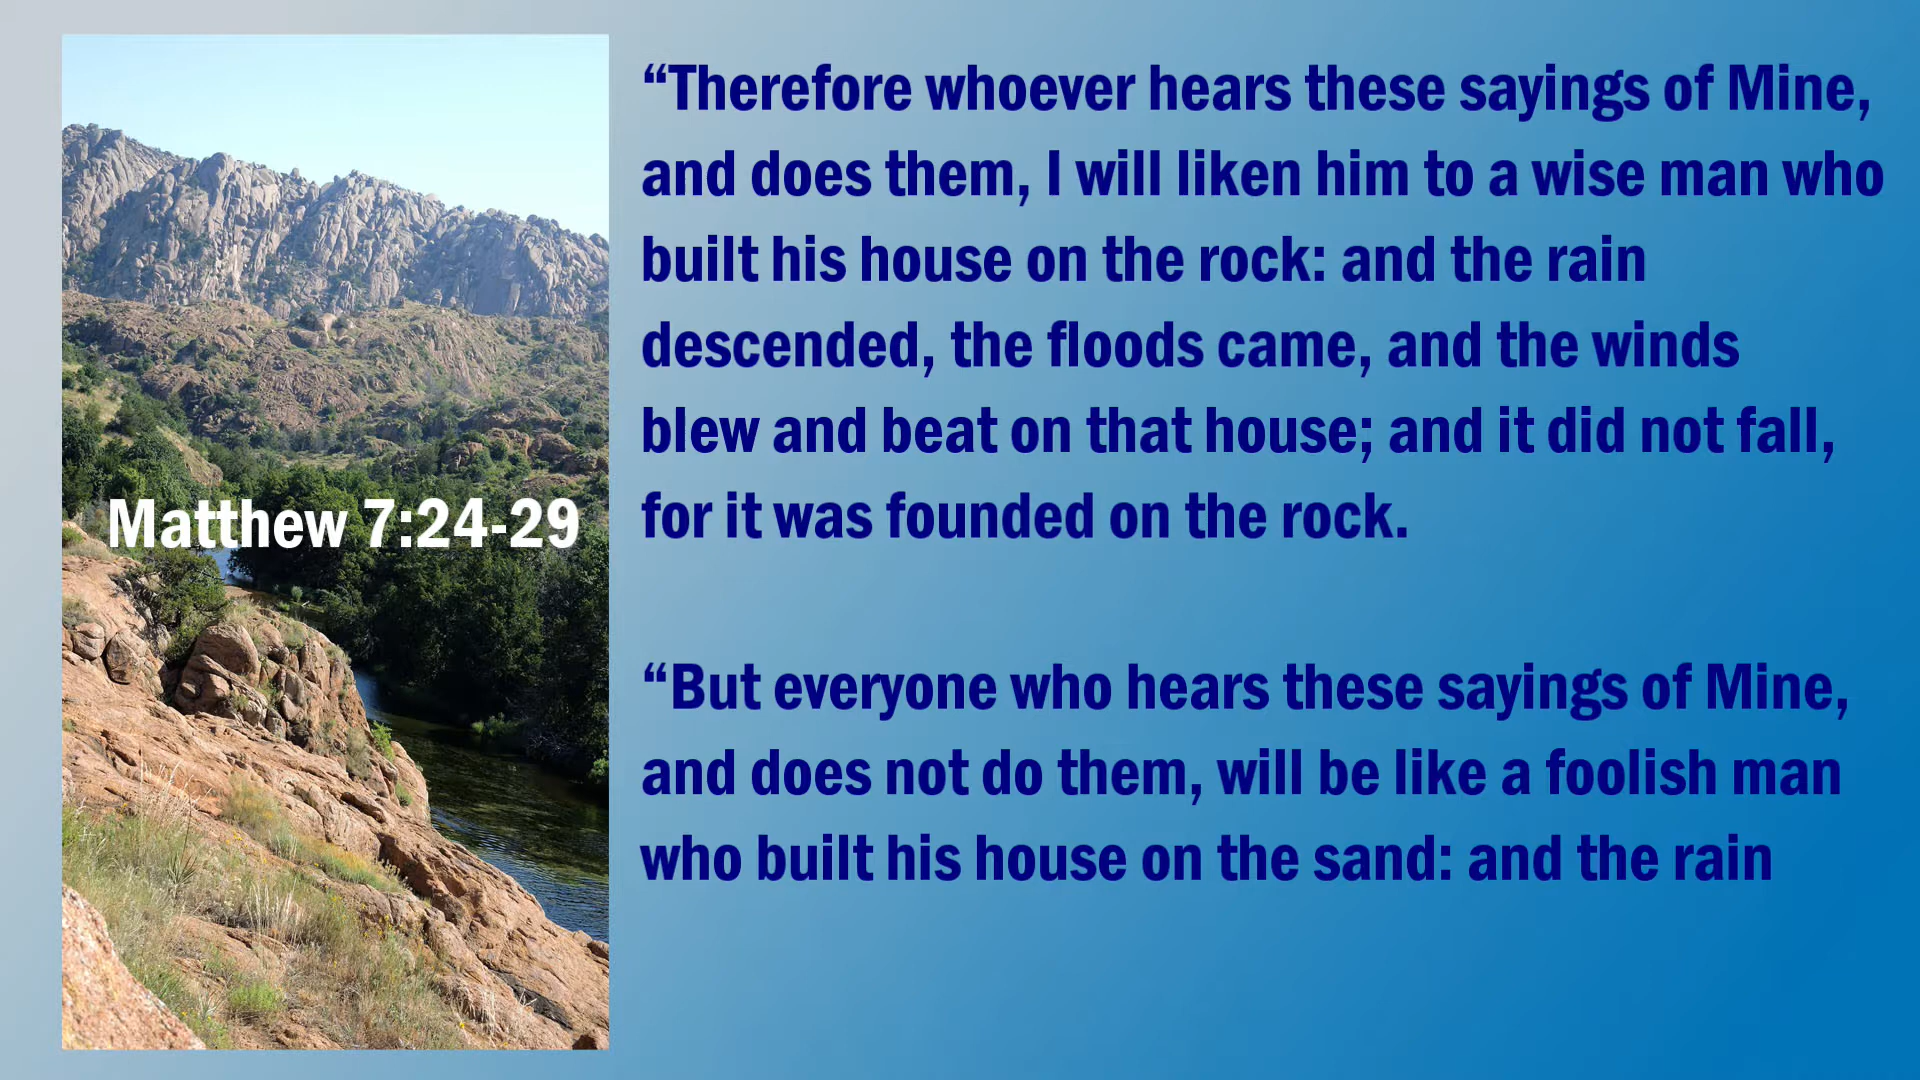 Matthew 7:24-29
“Therefore whoever hears these sayings of Mine,
and does them, I will liken him to a wise man who
built his house on the rock: and the rain
descended, the floods came, and the winds
blew and beat on that house; and it did not fall,
for it was founded on the rock.
“But everyone who hears these sayings of Mine,
and does not do them, will be like a foolish man
who built his house on the sand: and the rain